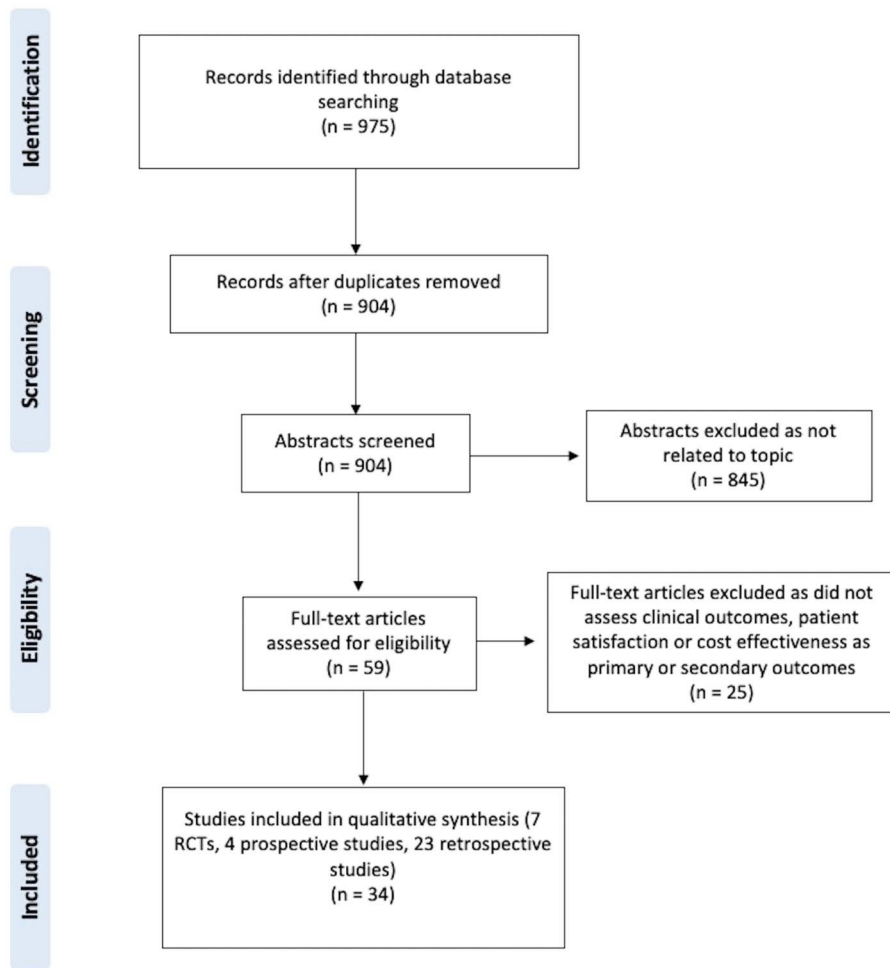 Identification
Records identified through database
searching
(n = 975)
Screening
Records after duplicates removed
(n = 904)
Abstracts screened
(n = 904)
Abstracts excluded as not
related to topic
(n = 845)
Eligibility
Full-text articles
assessed for eligibility
(n = 59)
Full-text articles excluded as did not
assess clinical outcomes, patient
satisfaction or cost effectiveness as
primary or secondary outcomes
(n = 25)
Included
Studies included in qualitative synthesis (7
RCTs, 4 prospective studies, 23 retrospective
studies)
(n = 34)